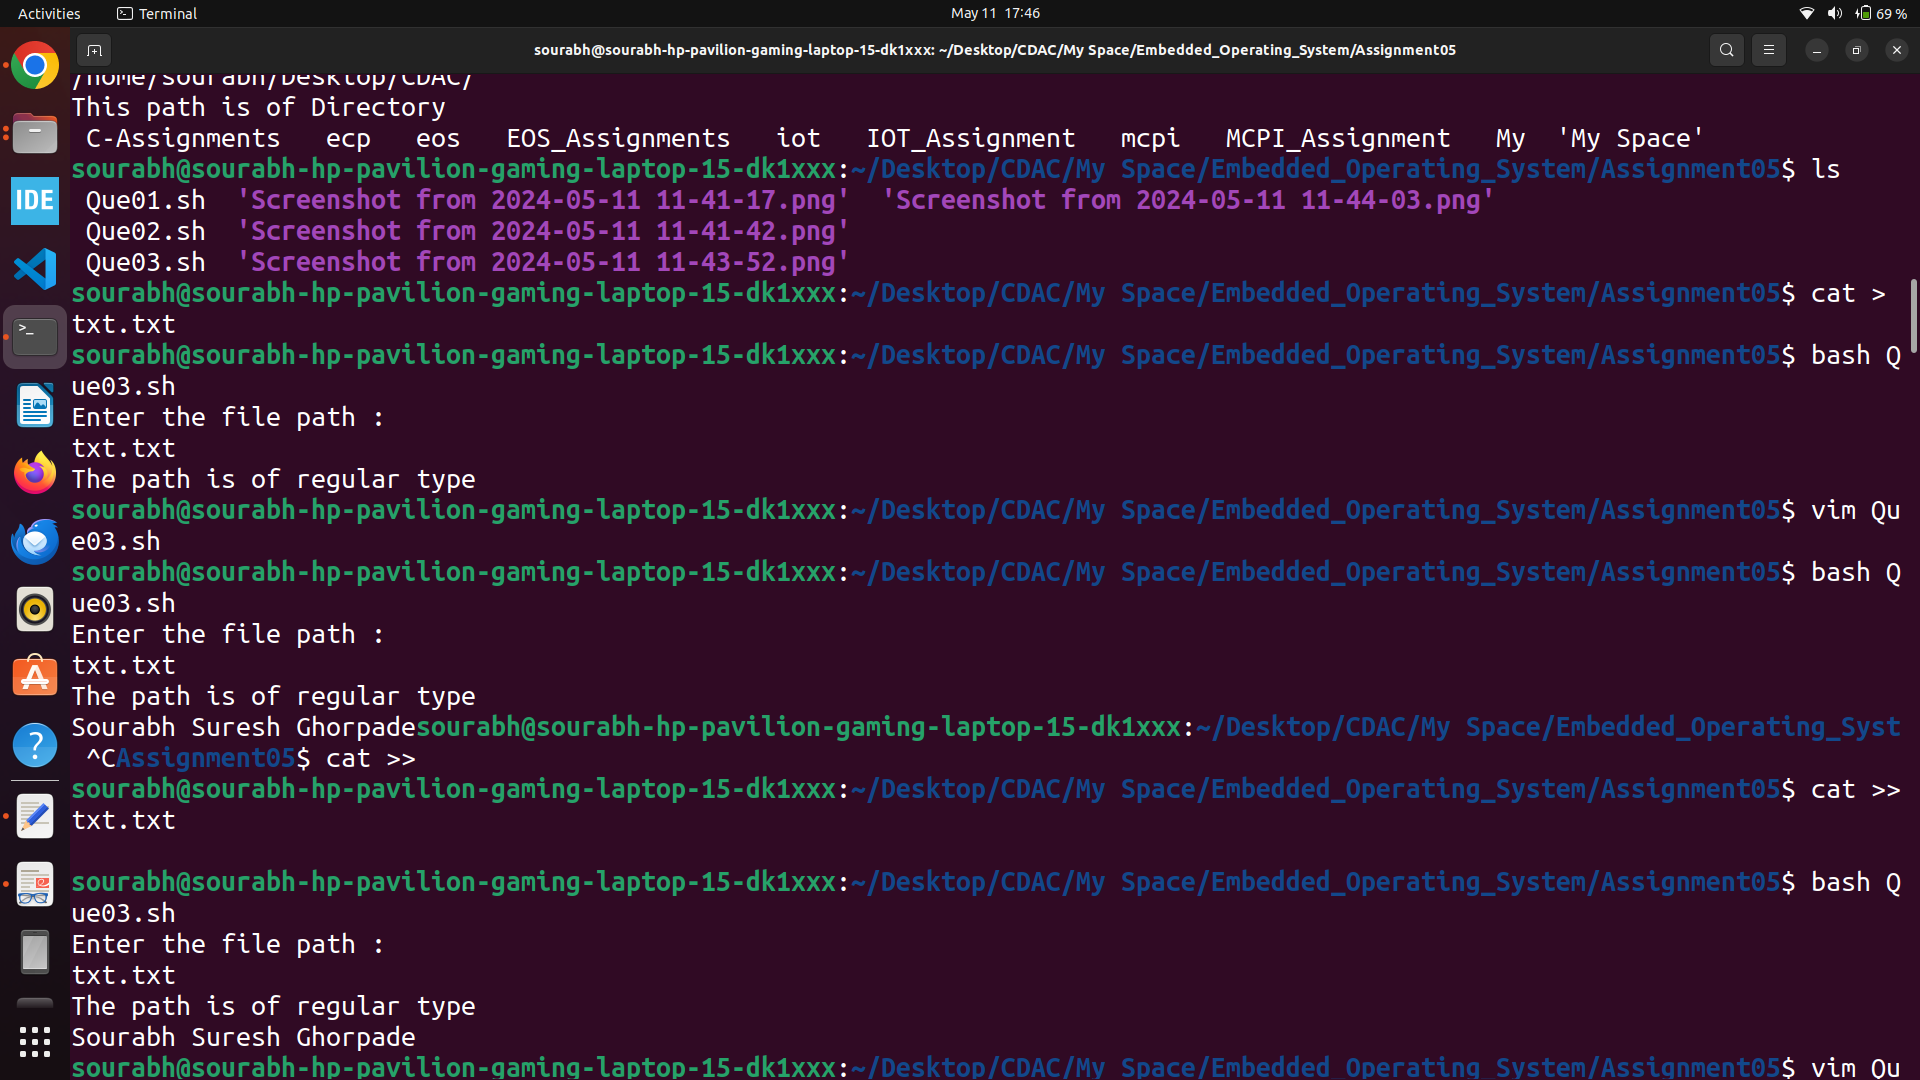 Activities
Terminal
May 11 17:46
69 %
sourabh@sourabh-hp-pavilion-gaming-laptop-15-dk1xxx: ~/Desktop/CDAC/My Space/Embedded_Operating_System/Assignment05
/home/sourabh/Desktop/CDAC/
This path is of Directory
C-Assignments ecp eos EOS_Assignments iot IOT_Assignment mcpi MCPI_Assignment My 'My Space'
sourabh@sourabh-hp-pavilion-gaming-laptop-15-dk1xxx:~/Desktop/CDAC/My Space/Embedded_Operating_System/Assignment05$ ls
Que01.sh 'Screenshot from 2024-05-11 11-41-17.png' 'Screenshot from 2024-05-11 11-44-03.png'
Que02.sh 'Screenshot from 2024-05-11 11-41-42.png'
Que03.sh 'Screenshot from 2024-05-11 11-43-52.png'
sourabh@sourabh-hp-pavilion-gaming-laptop-15-dk1xxx:~/Desktop/CDAC/My Space/Embedded_Operating_System/Assignment05$ cat >
txt.txt
sourabh@sourabh-hp-pavilion-gaming-laptop-15-dk1xxx:~/Desktop/CDAC/My Space/Embedded_Operating_System/Assignment05$ bash Q
ue03.sh
Enter the file path :
txt.txt
The path is of regular type
sourabh@sourabh-hp-pavilion-gaming-laptop-15-dk1xxx:~/Desktop/CDAC/My Space/Embedded_Operating_System/Assignment05$ vim Qu
e03.sh
sourabh@sourabh-hp-pavilion-gaming-laptop-15-dk1xxx:~/Desktop/CDAC/My Space/Embedded_Operating_System/Assignment05$ bash Q
ue03.sh
Enter the file path :
txt.txt
The path is of regular type
Sourabh Suresh Ghorpadesourabh@sourabh-hp-pavilion-gaming-laptop-15-dk1xxx:~/Desktop/CDAC/My Space/Embedded_Operating_Syst
^CAssignment05$ cat >>
sourabh@sourabh-hp-pavilion-gaming-laptop-15-dk1xxx:~/Desktop/CDAC/My Space/Embedded_Operating_System/Assignment05$ cat >>
txt.txt
sourabh@sourabh-hp-pavilion-gaming-laptop-15-dk1xxx:~/Desktop/CDAC/My Space/Embedded_Operating_System/Assignment05$ bash Q
ue03.sh
Enter the file path :
txt.txt
The path is of regular type
Sourabh Suresh Ghorpade
sourabh@sourabh-hp-pavilion-gaming-laptop-15-dk1xxx:~/Desktop/CDAC/My Space/Embedded_Operating_System/Assignment05$ vim Qu
IDE